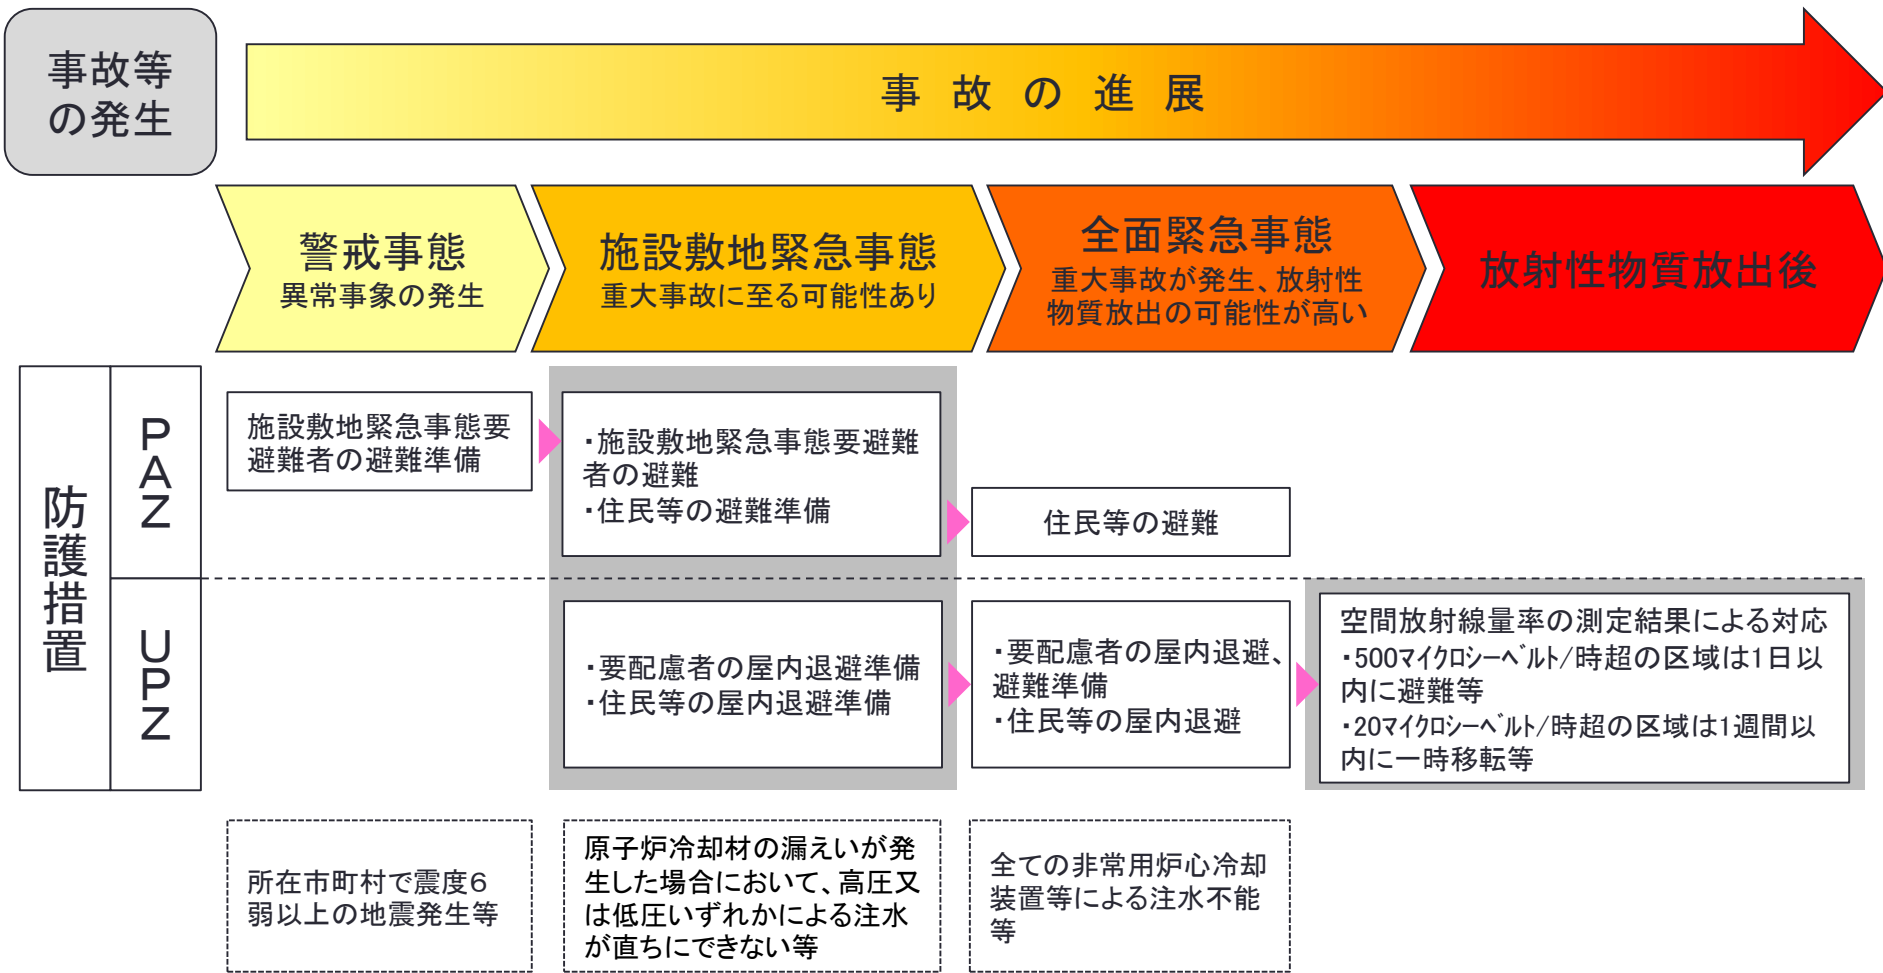 事故等
の発生
事故の進展
警戒事態
異常事象の発生
施設敷地緊急事態
重大事故に至る可能性あり
全面緊急事態
重大事故が発生、放射性
物質放出の可能性が高い
放射性物質放出後
防護措置
PAZ
施設敷地緊急事態要
避難者の避難準備
・施設敷地緊急事態要避難
者の避難
・住民等の避難準備
住民等の避難
UPZ
・要配慮者の屋内退避準備
・住民等の屋内退避準備
・要配慮者の屋内退避、
避難準備
・住民等の屋内退避
空間放射線量率の測定結果による対応
・500マイクロシーベルト/時超の区域は1日以
内に避難等
・20マイクロシーベルト/時超の区域は1週間以
内に一時移転等
所在市町村で震度6
弱以上の地震発生等
原子炉冷却材の漏えいが発
生した場合において、高圧又
は低圧いずれかによる注水
が直ちにできない等
全ての非常用炉心冷却
装置等による注水不能
等